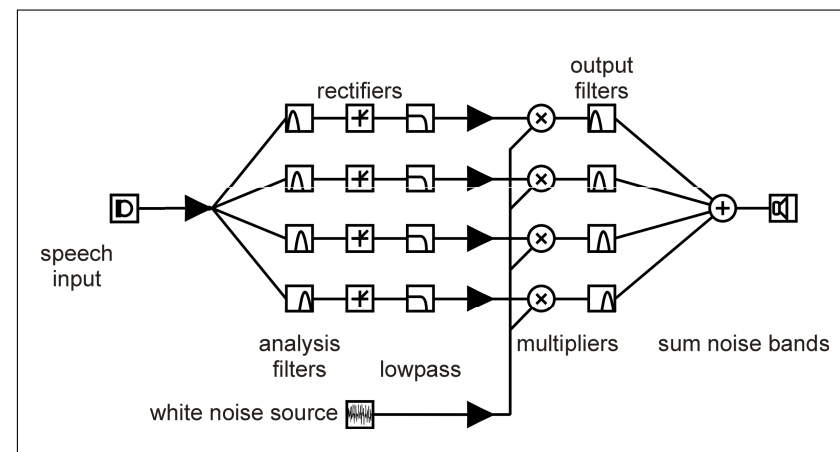 output
filters
rectifiers
speech
input
analysis
filters
lowpass
multipliers
sum noise bands
white noise source